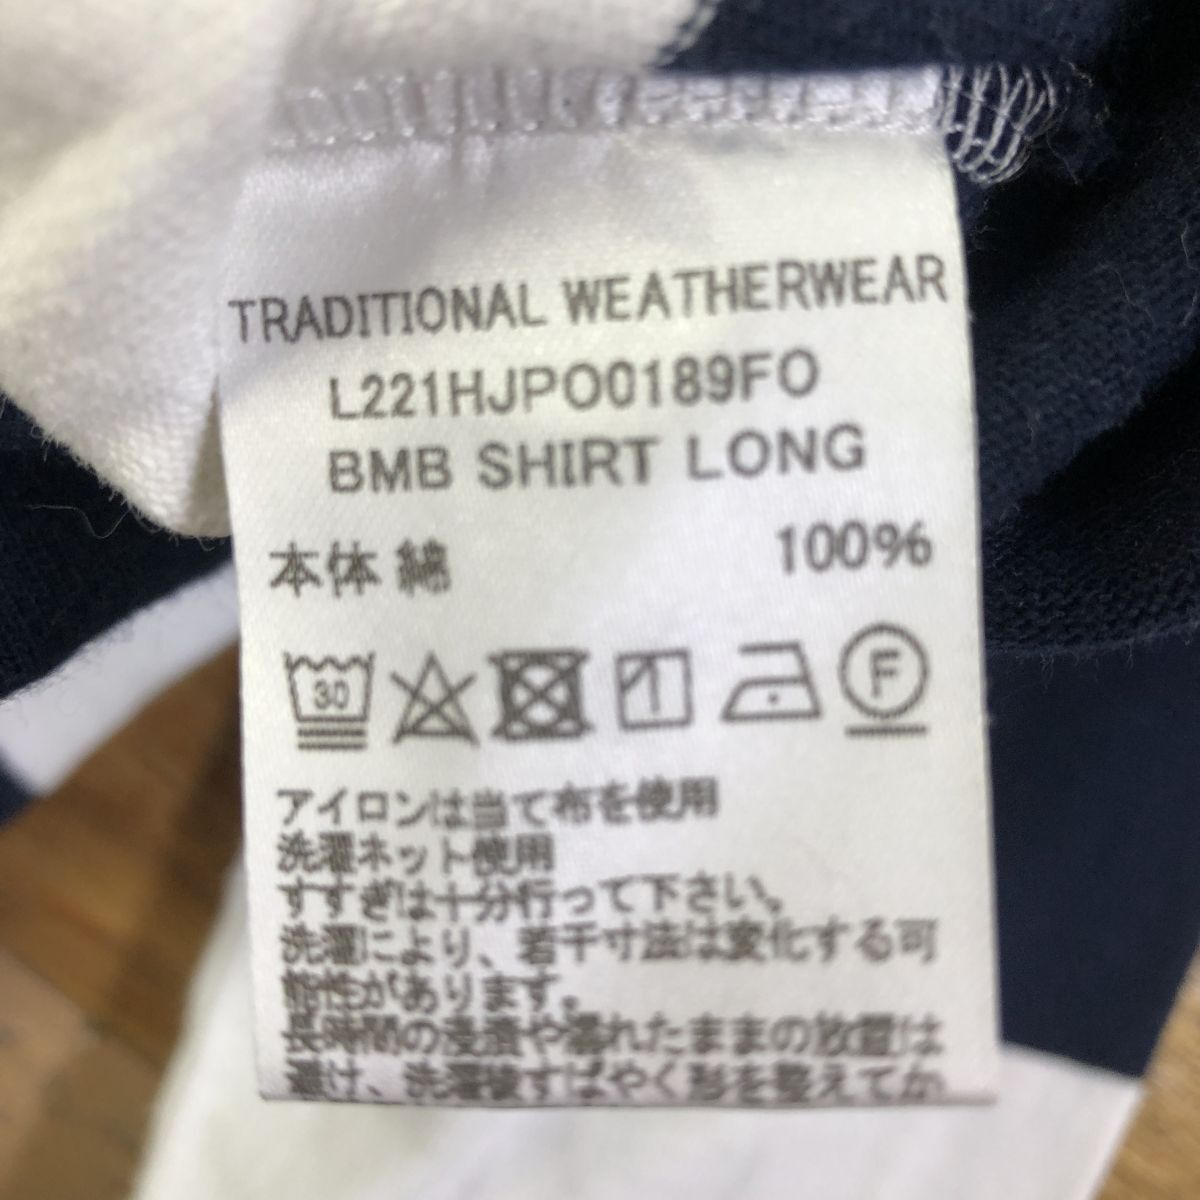 TRADITIONAL WEATHERWEAR
L221HJPO0189FO
BMB SHIRT LONG
本体 綿 100%
30 F
アイロンは当て布を使用
洗濯ネット使用
すすぎは十分行って下さい。
洗濯により、若干寸法は変化する可
能性があります。
長時間の浸漬や濡れたままの放置は
避け、洗濯後すばやく形を整えてか